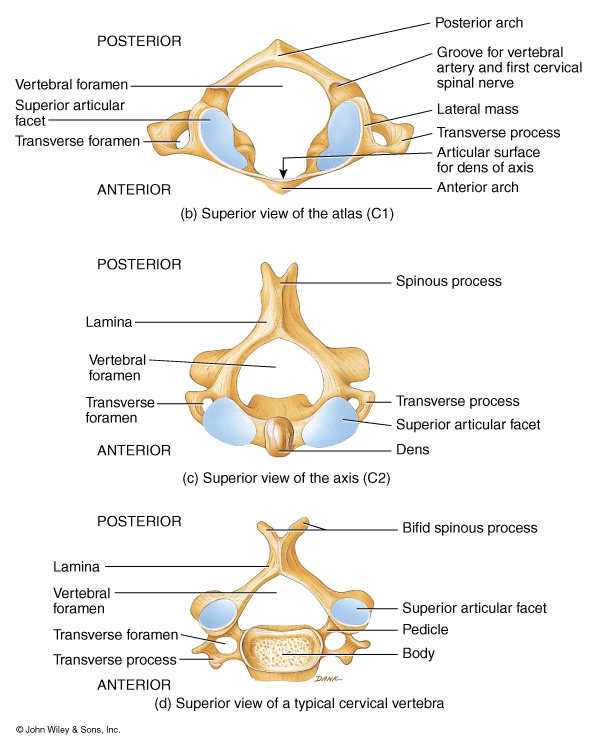 Posterior arch
POSTERIOR
Groove for vertebral
artery and first cervical
spinal nerve
Vertebral foramen
Superior articular
facet
Lateral mass
Transverse foramen
Transverse process
Articular surface
for dens of axis
ANTERIOR
Anterior arch
(b) Superior view of the atlas (C1)
POSTERIOR
Spinous process
Lamina
Vertebral
foramen
Transverse
foramen
Transverse process
Superior articular facet
ANTERIOR
Dens
(c) Superior view of the axis (C2)
POSTERIOR
Bifid spinous process
Lamina
Vertebral
foramen
Superior articular facet
Transverse foramen
Pedicle
Transverse process
Body
ANTERIOR
DANK
(d) Superior view of a typical cervical vertebra
© John Wiley & Sons, Inc.